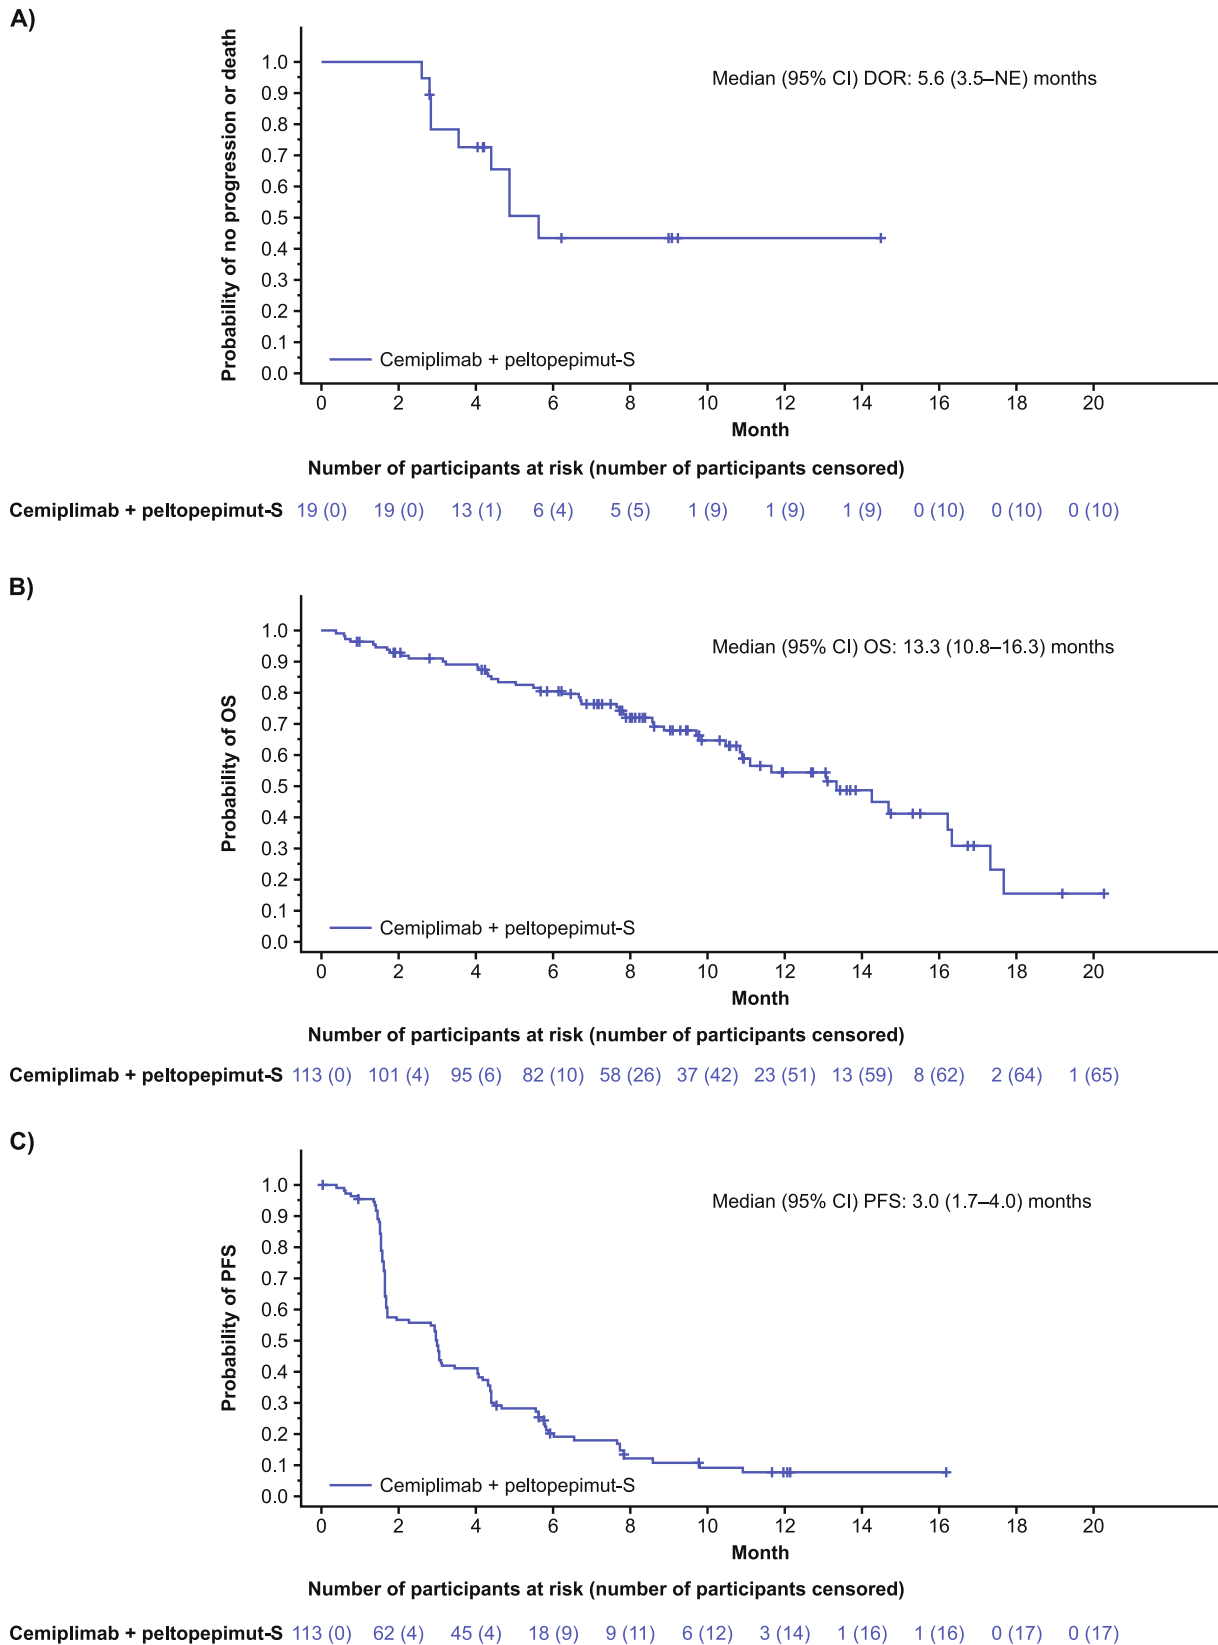 A)
Probability of no progression or death
1.0
0.9
0.8
0.7
0.6
0.5
0.4
0.3
0.2
0.1
0.0
Median (95% CI) DOR: 5.6 (3.5–NE) months
Cemiplimab + peltopepimut-S
0 2 4 6 8 10 12 14 16 18 20
Month
Number of participants at risk (number of participants censored)
Cemiplimab + peltopepimut-S 19 (0) 19 (0) 13 (1) 6 (4) 5 (5) 1 (9) 1 (9) 1 (9) 0 (10) 0 (10) 0 (10)
B)
Probability of OS
1.0
0.9
0.8
0.7
0.6
0.5
0.4
0.3
0.2
0.1
0.0
Median (95% CI) OS: 13.3 (10.8–16.3) months
Cemiplimab + peltopepimut-S
0 2 4 6 8 10 12 14 16 18 20
Month
Number of participants at risk (number of participants censored)
Cemiplimab + peltopepimut-S 113 (0) 101 (4) 95 (6) 82 (10) 58 (26) 37 (42) 23 (51) 13 (59) 8 (62) 2 (64) 1 (65)
C)
Probability of PFS
1.0
0.9
0.8
0.7
0.6
0.5
0.4
0.3
0.2
0.1
0.0
Median (95% CI) PFS: 3.0 (1.7–4.0) months
Cemiplimab + peltopepimut-S
0 2 4 6 8 10 12 14 16 18 20
Month
Number of participants at risk (number of participants censored)
Cemiplimab + peltopepimut-S 113 (0) 62 (4) 45 (4) 18 (9) 9 (11) 6 (12) 3 (14) 1 (16) 1 (16) 0 (17) 0 (17)